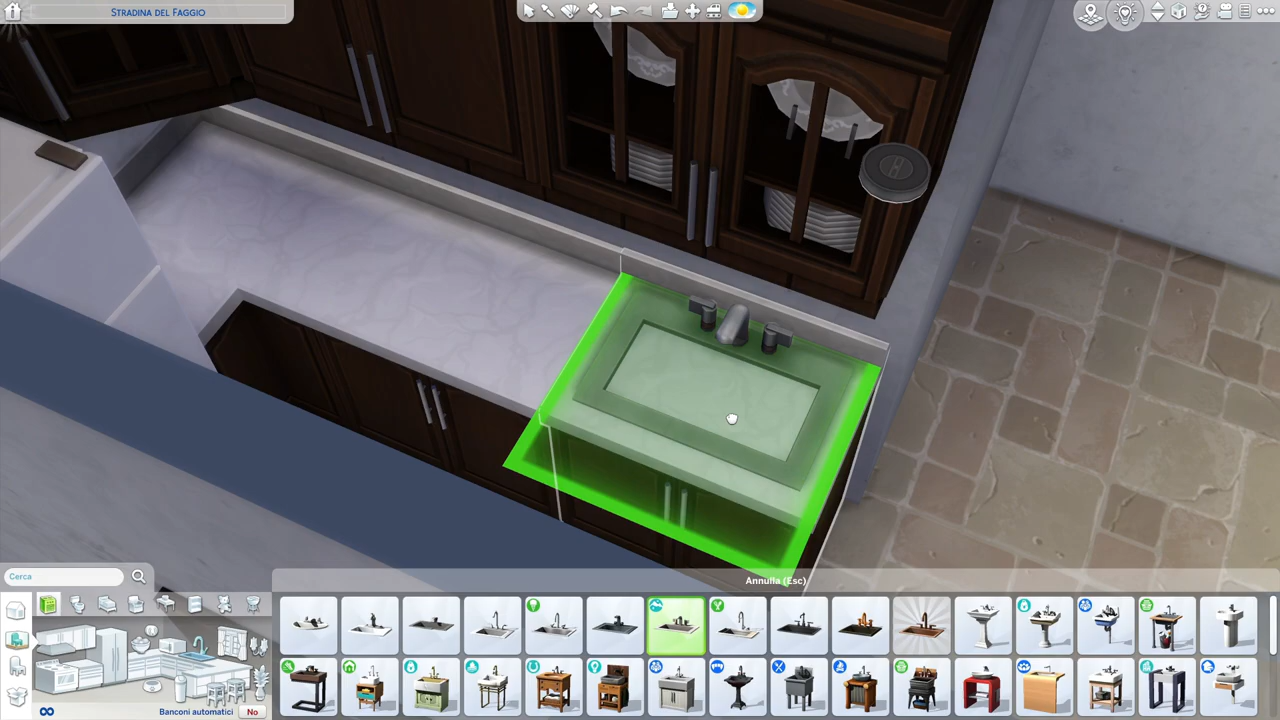 Stradina del Faggio
Annulla (Esc)
Cerca
Banconi automatici No